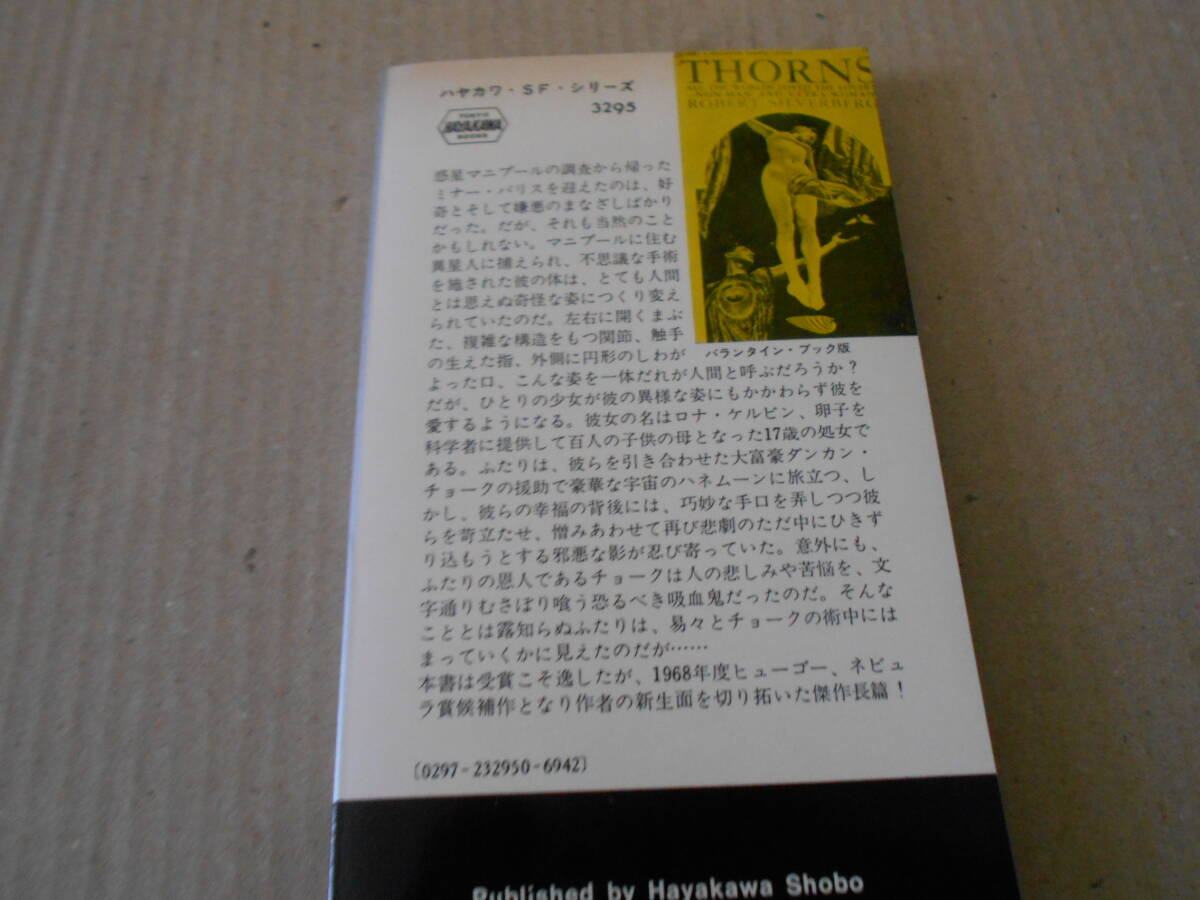 ハヤカワ・SF・シリーズ
3295
TOKYO
HAYAKAWA
BOOKS
THORNS
ROBERT SILVERBERG
惑星マニプールの調査から帰った
ミナー・バリスを迎えたのは、好
奇とそして嫌悪のまなざしばかり
だった。だが、それも当然のこと
かもしれない。マニプールに住む
異星人に捕えられ、不思議な手術
を施された彼の体は、とても人間
とは思えぬ奇怪な姿につくり変え
られていたのだ。左右に開くまぶ
た、複雑な構造をもつ関節、触手
の生えた指、外側に円形のしわが
バランタイン・ブック版
よった口、こんな姿を一体だれが人間と呼ぶだろうか？
だが、ひとりの少女が彼の異様な姿にもかかわらず彼を
愛するようになる。彼女の名はロナ・ケルビン、卵子を
科学者に提供して百人の子供の母となった17歳の処女で
ある。ふたりは、彼らを引き合わせた大富豪ダンカン・
チョークの援助で豪華な宇宙のハネムーンに旅立つ、し
かし、彼らの幸福の背後には、巧妙な手口を弄しつつ彼
らを苛立たせ、憎みあわせて再び悲劇のただ中にひきず
り込もうとする邪悪な影が忍び寄っていた。意外にも、
ふたりの恩人であるチョークは人の悲しみや苦悩を、文
字通りむさぼり喰う恐るべき吸血鬼だったのだ。そんな
こととは露知らぬふたりは、易々とチョークの術中には
まっていくかに見えたのだが……
本書は受賞こそ逸したが、1968年度ヒューゴー、ネビュ
ラ賞候補作となり作者の新生面を切り拓いた傑作長篇！
〔0297-232950-6942〕
Published by Hayakawa Shobo